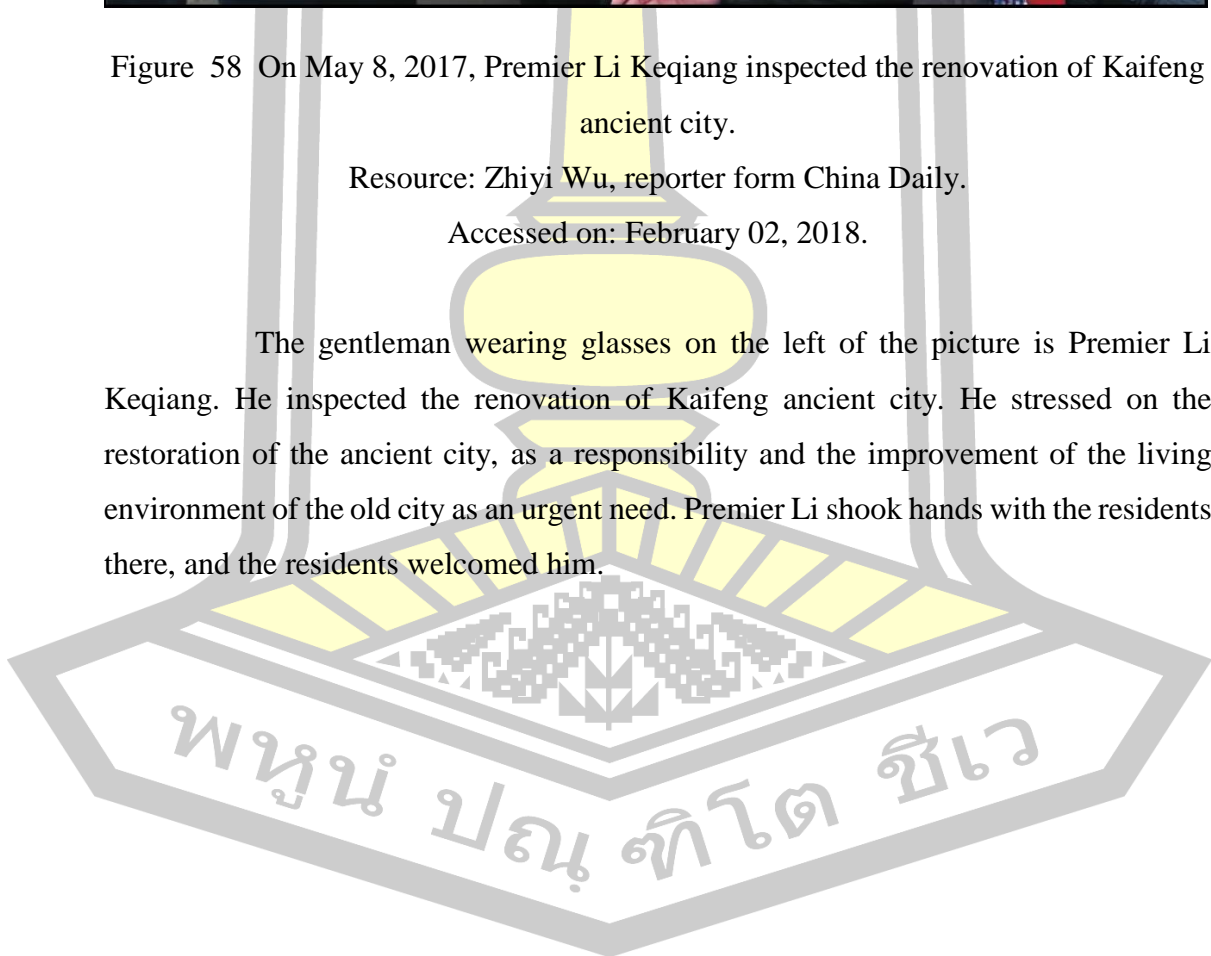 Figure 58 On May 8, 2017, Premier Li Keqiang inspected the renovation of Kaifeng
ancient city.
Resource: Zhiyi Wu, reporter form China Daily.
Accessed on: February 02, 2018.
The gentleman wearing glasses on the left of the picture is Premier Li
Keqiang. He inspected the renovation of Kaifeng ancient city. He stressed on the
restoration of the ancient city, as a responsibility and the improvement of the living
environment of the old city as an urgent need. Premier Li shook hands with the residents
there, and the residents welcomed him.
พหูนํ ปณฺฑิโต ชีเว